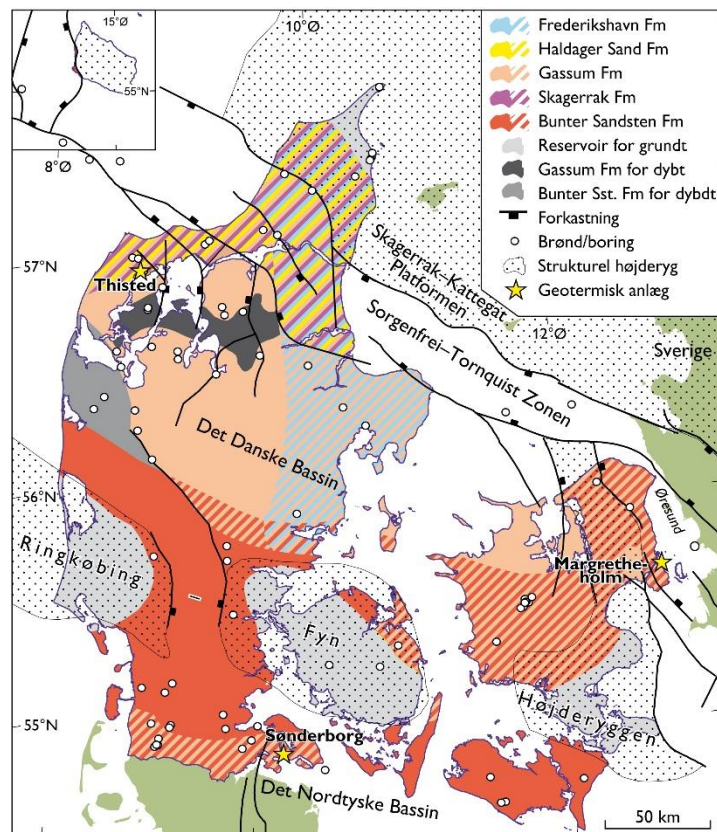 15°Ø
55°N
10°Ø
8°Ø
Frederikshavn Fm
Haldager Sand Fm
Gassum Fm
Skagerrak Fm
Bunter Sandsten Fm
Reservoir for grundt
Gassum Fm for dybt
Bunter Sst. Fm for dybdt
Forkastning
Brønd/boring
Strukturel højderyg
Geotermisk anlæg
57°N
Thisted
Skagerrak–Kattegat
Platformen
12°Ø
Sverige
Sorgenfrei–Tornquist Zonen
Det Danske Bassin
56°N
Øresund
Ringkøbing
Margrethe-
holm
Fyn
Højderyggen
55°N
Sønderborg
Det Nordtyske Bassin
50 km